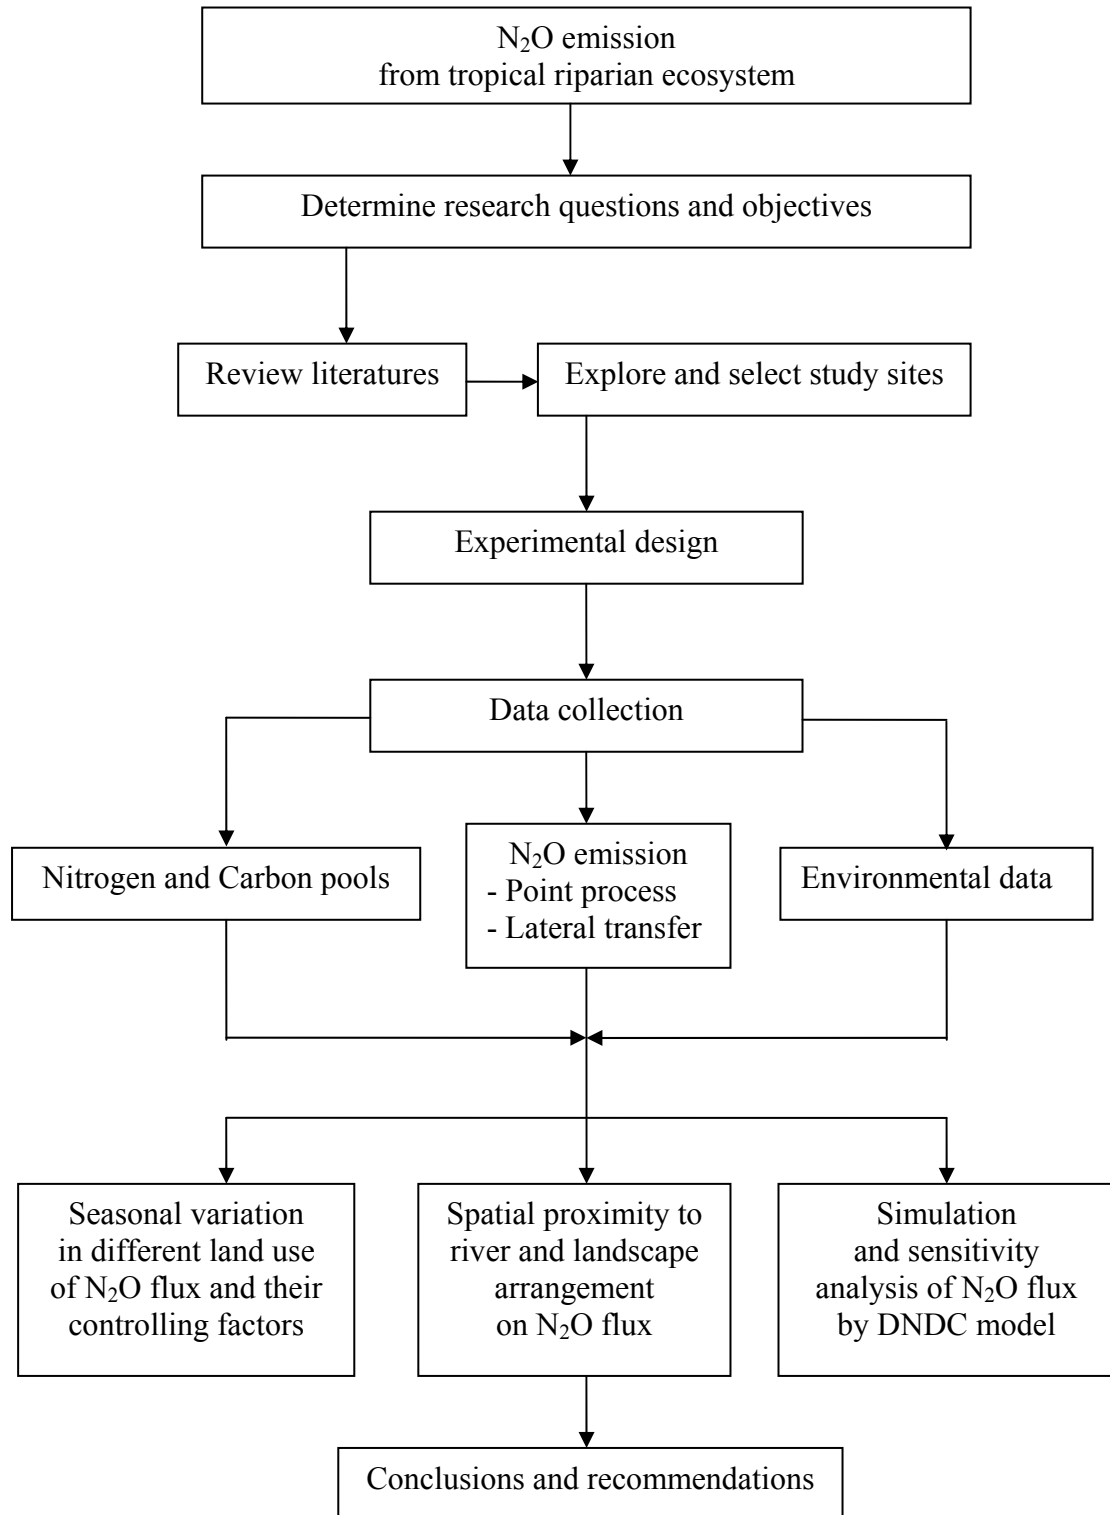 N₂O emission
from tropical riparian ecosystem
Determine research questions and objectives
Review literatures
Explore and select study sites
Experimental design
Data collection
Nitrogen and Carbon pools
N₂O emission
- Point process
- Lateral transfer
Environmental data
Seasonal variation
in different land use
of N₂O flux and their
controlling factors
Spatial proximity to
river and landscape
arrangement
on N₂O flux
Simulation
and sensitivity
analysis of N₂O flux
by DNDC model
Conclusions and recommendations